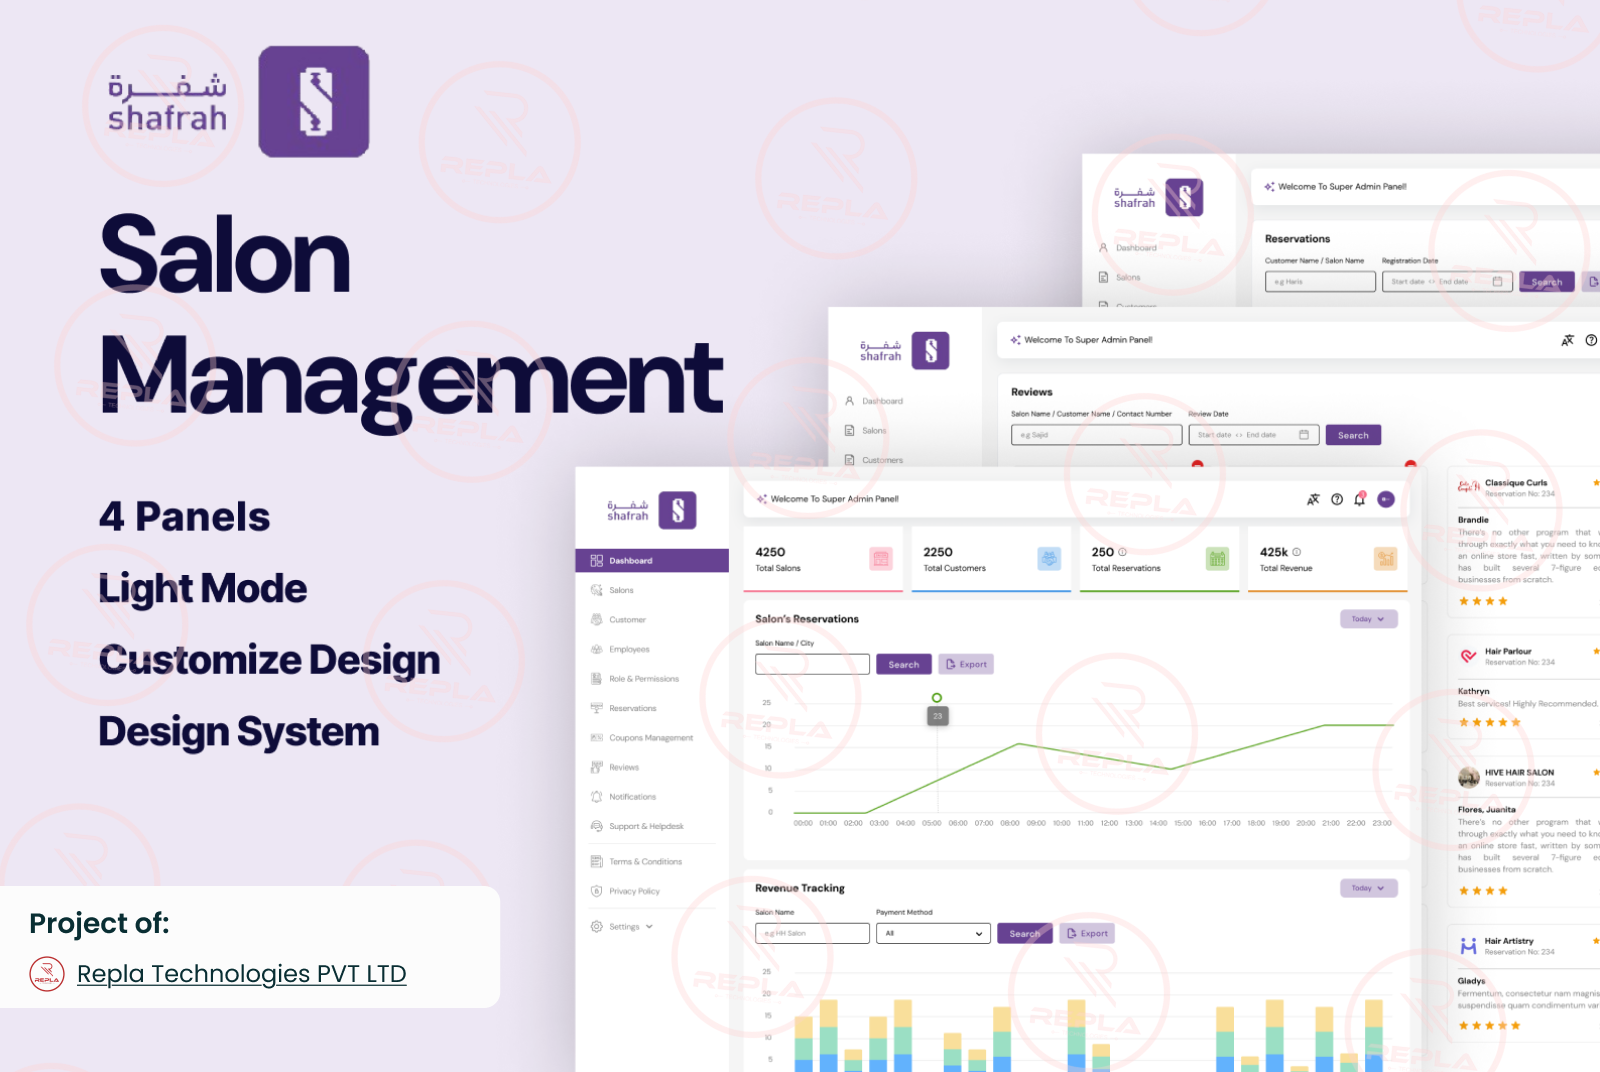 شفرة
shafrah
Salon
Management
4 Panels
Light Mode
Customize Design
Design System
Project of:
REPLA
Repla Technologies PVT LTD
شفرة
shafrah
Welcome To Super Admin Panel!
Dashboard
Salons
Customers
Reservations
Customer Name / Salon Name
Registration Date
e.g Haris
Start date
End date
Search
شفرة
shafrah
Welcome To Super Admin Panel!
Dashboard
Salons
Customers
Reviews
Salon Name / Customer Name / Contact Number
Review Date
e.g Sajid
Start date
End date
Search
شفرة
shafrah
Welcome To Super Admin Panel!
Dashboard
Salons
Customer
Employees
Role & Permissions
Reservations
Coupons Management
Reviews
Notifications
Support & Helpdesk
Terms & Conditions
Privacy Policy
Settings
4250
Total Salons
2250
Total Customers
250
Total Reservations
425k
Total Revenue
Salon's Reservations
Today
Salon Name / City
Search
Export
25
23
20
15
10
5
0
00:00 01:00 02:00 03:00 04:00 05:00 06:00 07:00 08:00 09:00 10:00 11:00 12:00 13:00 14:00 15:00 16:00 17:00 18:00 19:00 20:00 21:00 22:00 23:00
Revenue Tracking
Today
Salon Name
Payment Method
e.g HH Salon
All
Search
Export
25
20
15
10
5
Classique Curls
Reservation No: 234
Brandie
There's no other program that
through exactly what you need to
an online store fast, written by
has built several 7-figure
businesses from scratch.
Hair Parlour
Reservation No: 234
Kathryn
Best services! Highly Recommended.
HIVE HAIR SALON
Reservation No: 234
Flores, Juanita
There's no other program that
through exactly what you need to
an online store fast, written by
has built several 7-figure
businesses from scratch.
Hair Artistry
Reservation No: 234
Gladys
Fermentum, consectetur nam magnis
suspendisse quam condimentum